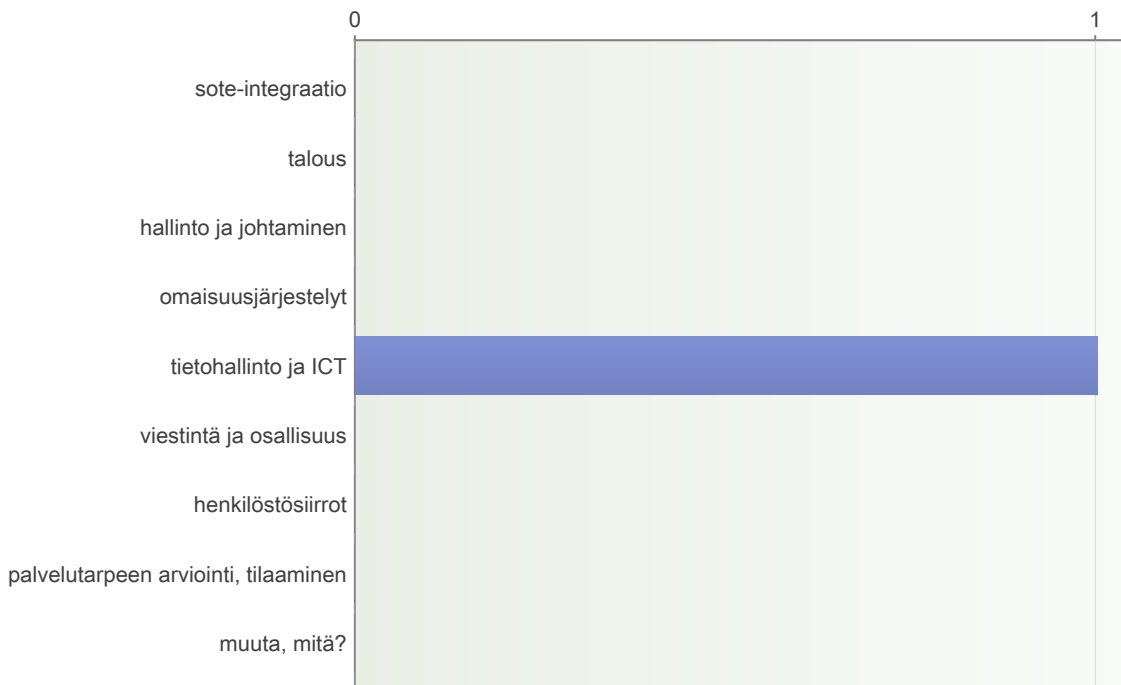 0 1
sote-integraatio
talous
hallinto ja johtaminen
omaisuusjärjestelyt
tietohallinto ja ICT
viestintä ja osallisuus
henkilöstösiirrot
palvelutarpeen arviointi, tilaaminen
muuta, mitä?